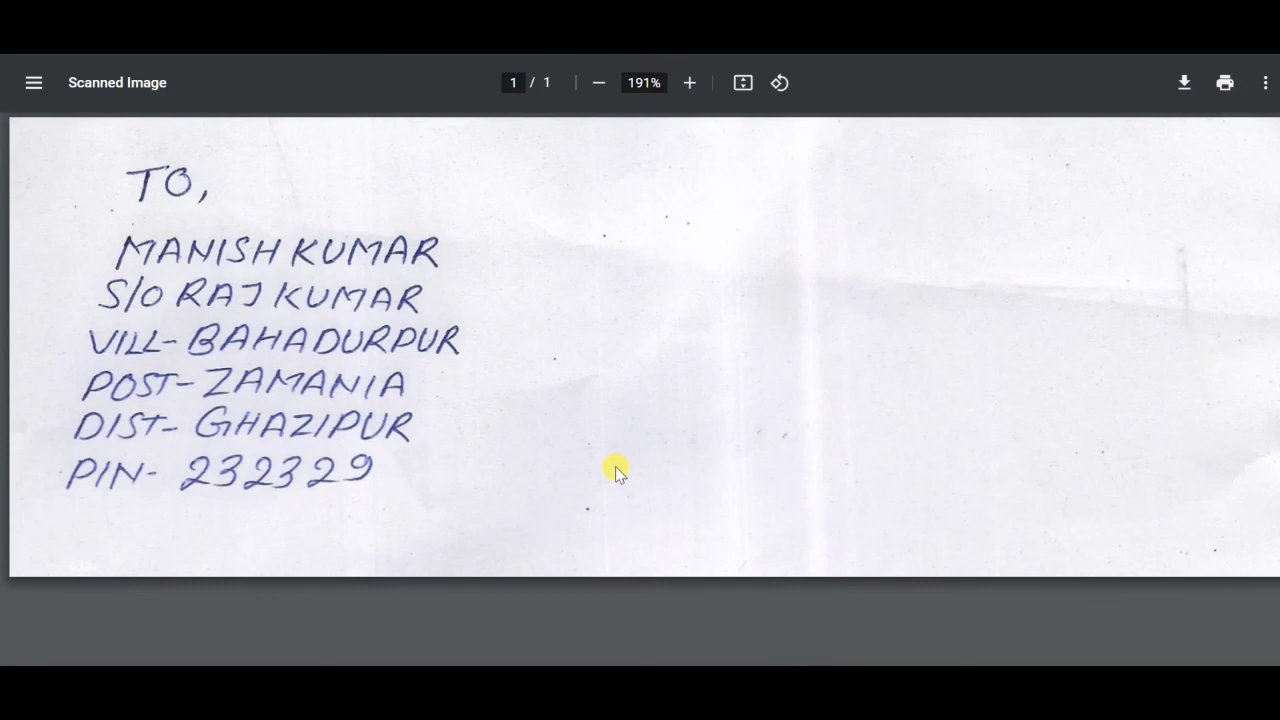 Scanned Image 1 / 1 191%
TO,
MANISH KUMAR
S/O RAJ KUMAR
VILL- BAHADURPUR
POST- ZAMANIA
DIST- GHAZIPUR
PIN- 232329